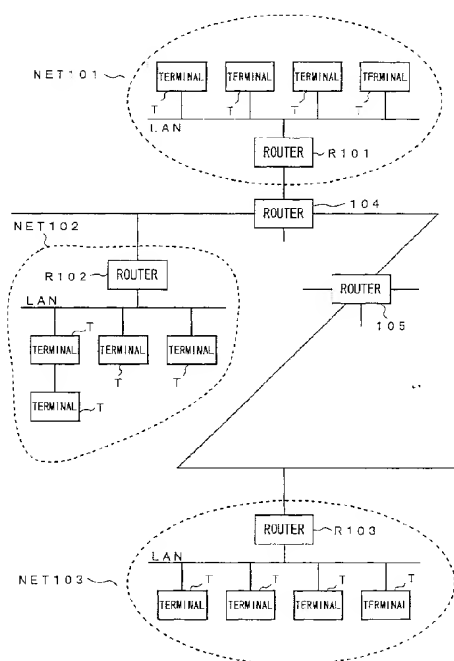 NET101
TERMINAL TERMINAL TERMINAL TERMINAL
T T T T
LAN
ROUTER R101
ROUTER 104
NET102
R102 ROUTER
LAN
ROUTER
105
TERMINAL T TERMINAL TERMINAL
T T
TERMINAL T
ROUTER R103
LAN
T T T T
NET103 TERMINAL TERMINAL TERMINAL TERMINAL